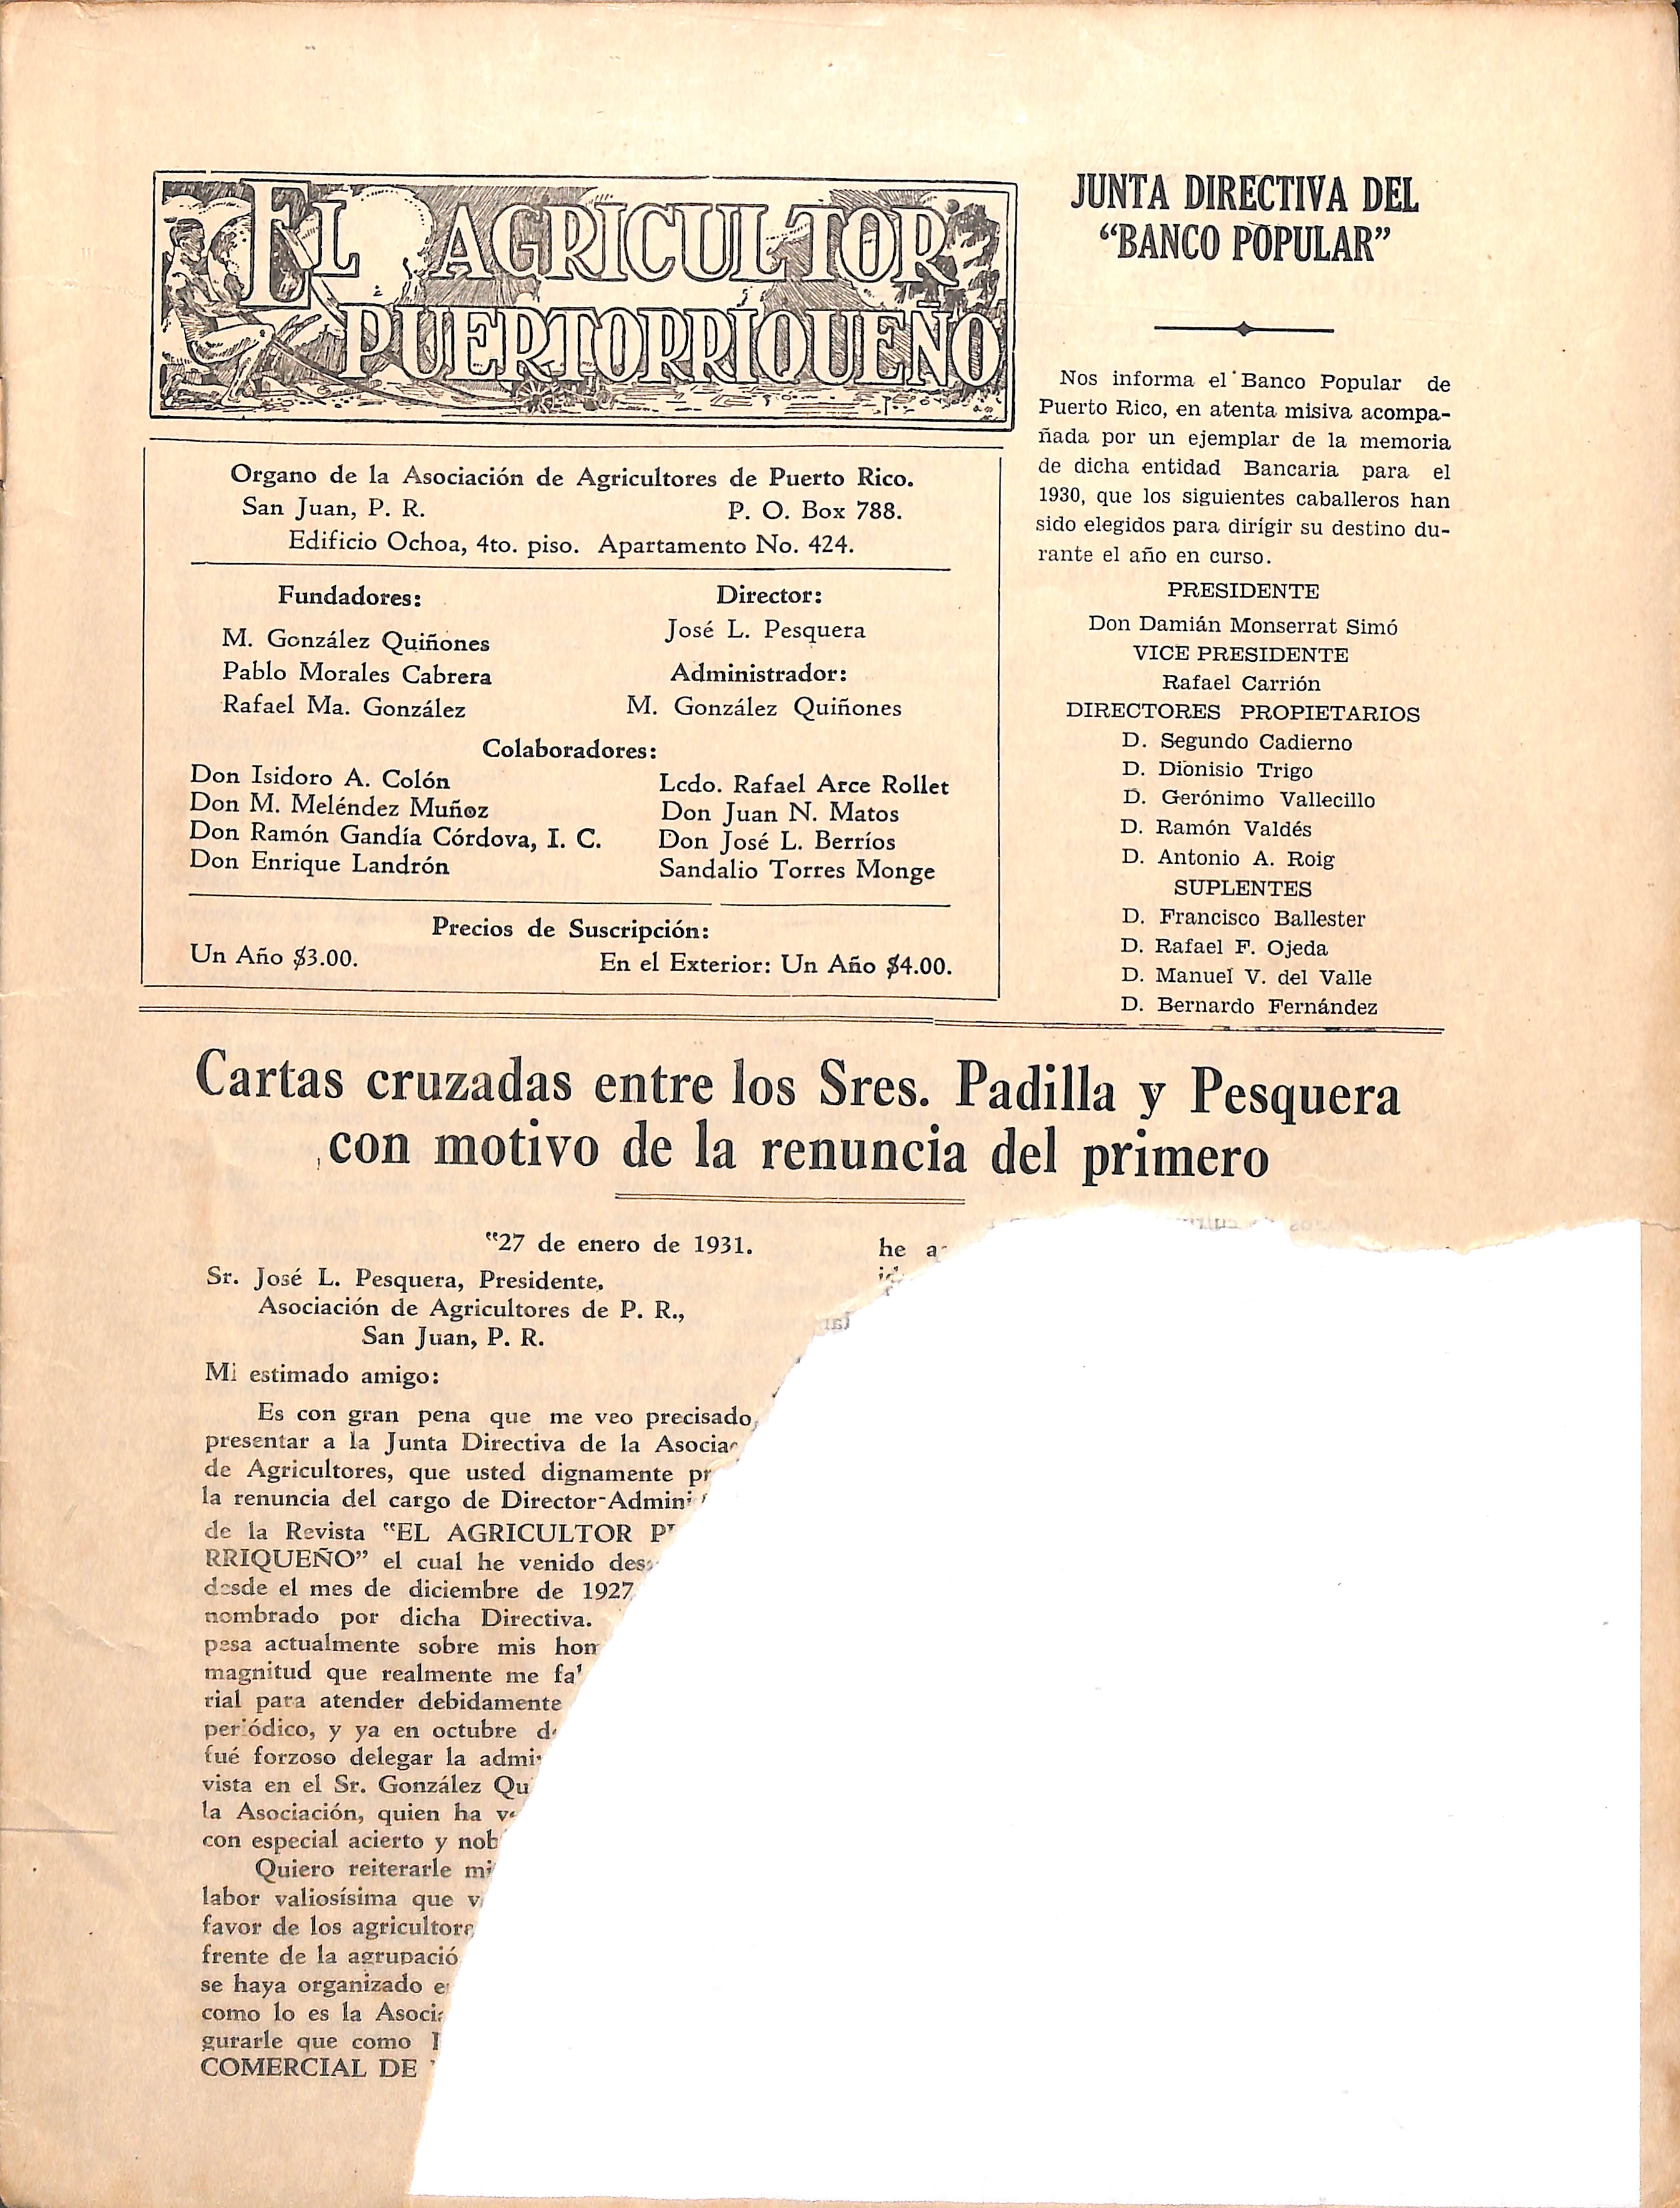 EL AGRICULTOR
PUERTORRIQUEÑO
Organo de la Asociación de Agricultores de Puerto Rico.
San Juan, P. R. P. O. Box 788.
Edificio Ochoa, 4to. piso. Apartamento No. 424.
Fundadores:
M. González Quiñones
Pablo Morales Cabrera
Rafael Ma. González
Director:
José L. Pesquera
Administrador:
M. González Quiñones
Colaboradores:
Don Isidoro A. Colón
Don M. Meléndez Muñoz
Don Ramón Gandía Córdova, I. C.
Don Enrique Landrón
Lcdo. Rafael Arce Rollet
Don Juan N. Matos
Don José L. Berríos
Sandalio Torres Monge
Precios de Suscripción:
Un Año $3.00. En el Exterior: Un Año $4.00.
JUNTA DIRECTIVA DEL
“BANCO POPULAR”
Nos informa el Banco Popular de
Puerto Rico, en atenta misiva acompa-
ñada por un ejemplar de la memoria
de dicha entidad Bancaria para el
1930, que los siguientes caballeros han
sido elegidos para dirígir su destino du-
rante el año en curso.
PRESIDENTE
Don Damián Monserrat Simó
VICE PRESIDENTE
Rafael Carrión
DIRECTORES PROPIETARIOS
D. Segundo Cadierno
D. Dionisio Trigo
D. Gerónimo Vallecillo
D. Ramón Valdés
D. Antonio A. Roig
SUPLENTES
D. Francisco Ballester
D. Rafael F. Ojeda
D. Manuel V. del Valle
D. Bernardo Fernández
Cartas cruzadas entre los Sres. Padilla y Pesquera
con motivo de la renuncia del primero
“27 de enero de 1931.
Sr. José L. Pesquera, Presidente,
Asociación de Agricultores de P. R.,
San Juan, P. R.
Mi estimado amigo:
Es con gran pena que me veo precisado
presentar a la Junta Directiva de la
de Agricultores, que usted dignamente
la renuncia del cargo de
de la Revista “EL AGRICULTOR
RRIQUEÑO” el cual he venido
desde el mes de diciembre de 1927
nombrado por dicha Directiva.
pesa actualmente sobre mis
magnitud que realmente me
rial para atender debidamente
periódico, y ya en octubre
fué forzoso delegar la
vista en el Sr. González
la Asociación, quien ha
con especial acierto y
Quiero reiterarle
labor valiosísima que
favor de los
frente de la
se haya organizado
como lo es la
gurarle que como
COMERCIAL DE
he